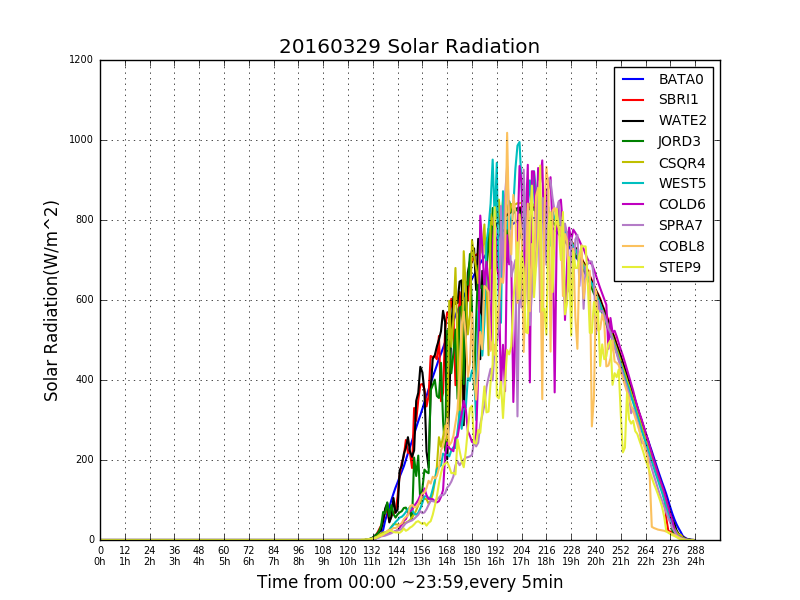 20160329 Solar Radiation
1200
1000
800
600
400
200
0
Solar Radiation(W/m^2)
BATA0
SBRI1
WATE2
JORD3
CSQR4
WEST5
COLD6
SPRA7
COBL8
STEP9
0 12 24 36 48 60 72 84 96 108 120 132 144 156 168 180 192 204 216 228 240 252 264 276 288
0h 1h 2h 3h 4h 5h 6h 7h 8h 9h 10h 11h 12h 13h 14h 15h 16h 17h 18h 19h 20h 21h 22h 23h 24h
Time from 00:00 ~23:59,every 5min